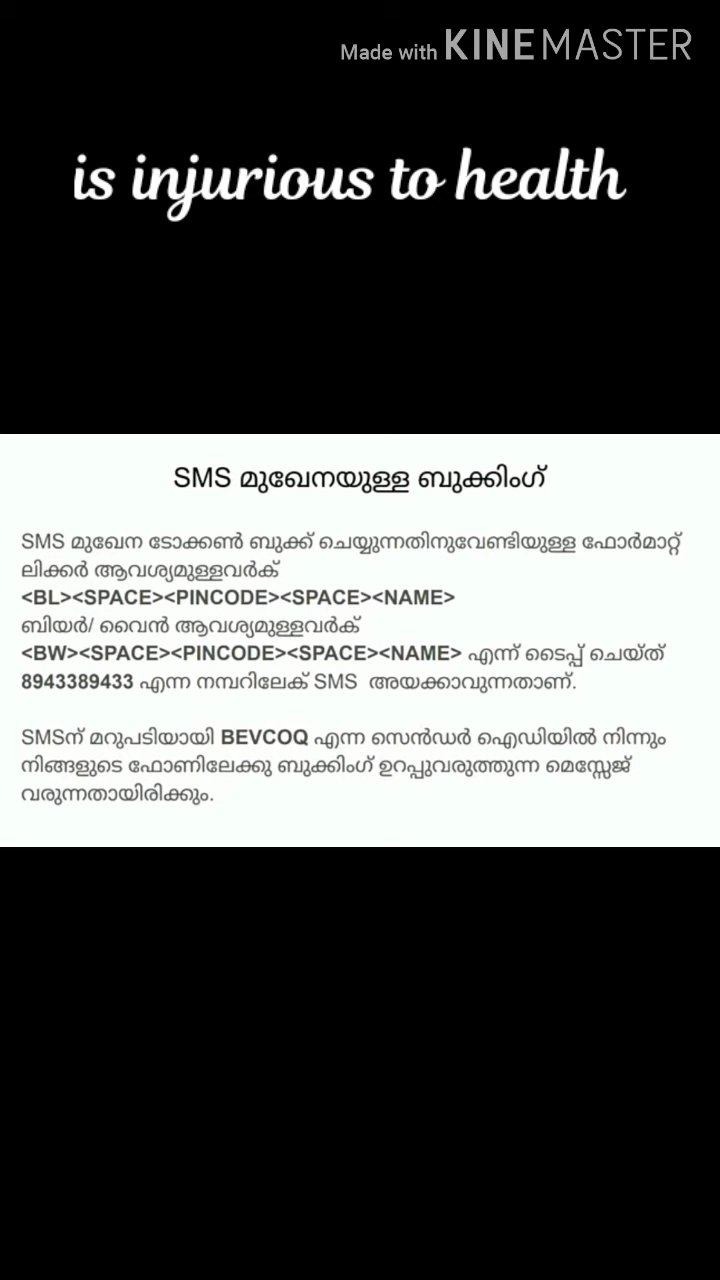 Made with KINEMASTER
is injurious to health
SMS മുഖേനയുള്ള ബുക്കിംഗ്
SMS മുഖേന ടോക്കൺ ബുക്ക് ചെയ്യുന്നതിനുവേണ്ടിയുള്ള ഫോർമാറ്റ്
ലിക്കർ ആവശ്യമുള്ളവർക്
<BL><SPACE><PINCODE><SPACE><NAME>
ബിയർ/ വൈൻ ആവശ്യമുള്ളവർക്
<BW><SPACE><PINCODE><SPACE><NAME> എന്ന് ടൈപ്പ് ചെയ്ത്
8943389433 എന്ന നമ്പറിലേക് SMS അയക്കാവുന്നതാണ്.
SMSന് മറുപടിയായി BEVCOQ എന്ന സെൻഡർ ഐഡിയിൽ നിന്നും
നിങ്ങളുടെ ഫോണിലേക്കു ബുക്കിംഗ് ഉറപ്പുവരുത്തുന്ന മെസ്സേജ്
വരുന്നതായിരിക്കും.